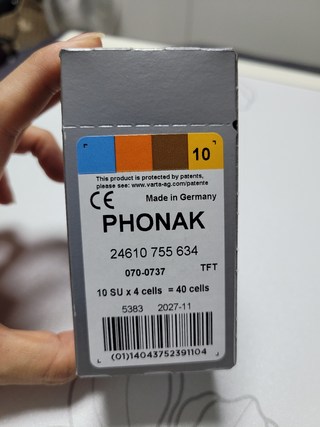 10
This product is protected by patents,
please see: www.varta-ag.com/patente
CE Made in Germany
PHONAK
24610 755 634
070-0737 TFT
10 SU x 4 cells = 40 cells
5383 2027-11
(01)14043752391104